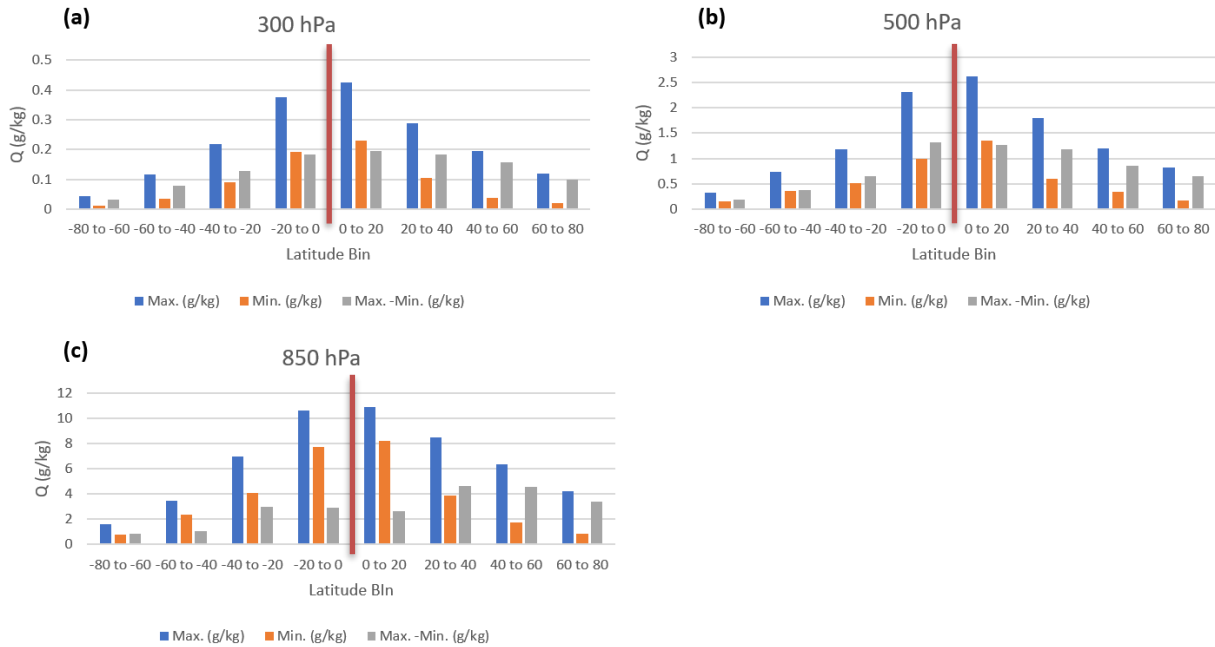 (a)
300 hPa
0.5
0.4
0.3
0.2
0.1
0
Q (g/kg)
-80 to -60 -60 to -40 -40 to -20 -20 to 0 0 to 20 20 to 40 40 to 60 60 to 80
Latitude Bin
Max. (g/kg) Min. (g/kg) Max. -Min. (g/kg)
(b)
500 hPa
3
2.5
2
1.5
1
0.5
0
Q (g/kg)
-80 to -60 -60 to -40 -40 to -20 -20 to 0 0 to 20 20 to 40 40 to 60 60 to 80
Latitude Bin
Max. (g/kg) Min. (g/kg) Max. -Min. (g/kg)
(c)
850 hPa
12
10
8
6
4
2
0
Q (g/kg)
-80 to -60 -60 to -40 -40 to -20 -20 to 0 0 to 20 20 to 40 40 to 60 60 to 80
Latitude BIn
Max. (g/kg) Min. (g/kg) Max. -Min. (g/kg)